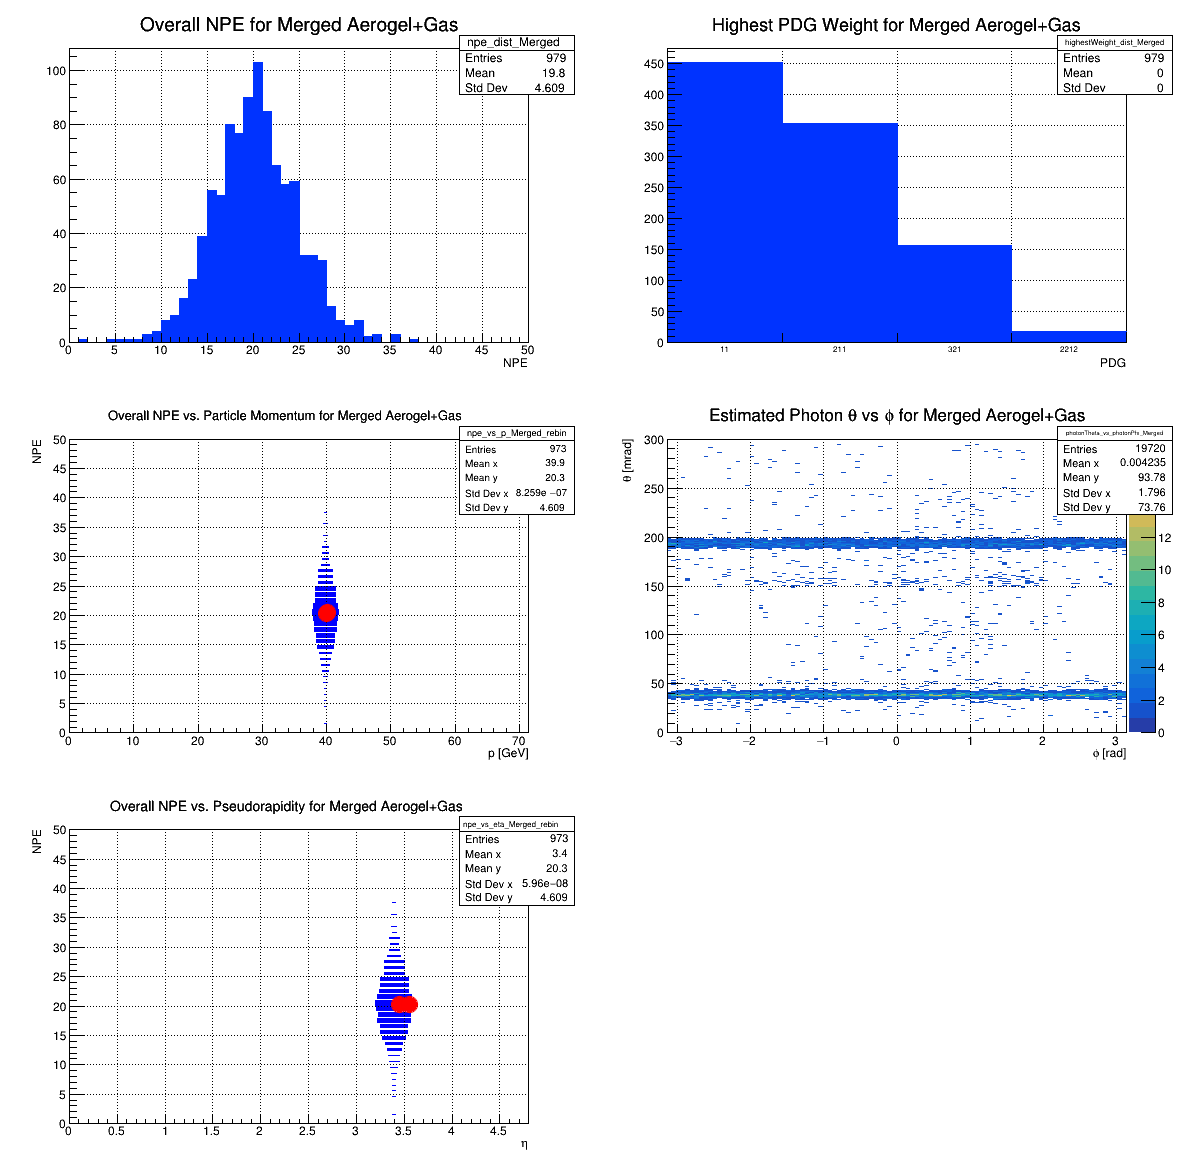 Overall NPE for Merged Aerogel+Gas
npe_dist_Merged
Entries 979
Mean 19.8
Std Dev 4.609
100
80
60
40
20
0
0 5 10 15 20 25 30 35 40 45 50
NPE
Highest PDG Weight for Merged Aerogel+Gas
highestWeight_dist_Merged
Entries 979
Mean 0
Std Dev 0
450
400
350
300
250
200
150
100
50
0
11 211 321 2212
PDG
Overall NPE vs. Particle Momentum for Merged Aerogel+Gas
npe_vs_p_Merged_rebin
Entries 973
Mean x 39.9
Mean y 20.3
Std Dev x 8.259e −07
Std Dev y 4.609
NPE
50
45
40
35
30
25
20
15
10
5
0
0 10 20 30 40 50 60 70
p [GeV]
Estimated Photon θ vs ϕ for Merged Aerogel+Gas
photonTheta_vs_photonPhi_Merged
Entries 19720
Mean x 0.004235
Mean y 93.78
Std Dev x 1.796
Std Dev y 73.76
θ [mrad]
300
250
200
150
100
50
0
−3 −2 −1 0 1 2 3
ϕ [rad]
12
10
8
6
4
2
0
Overall NPE vs. Pseudorapidity for Merged Aerogel+Gas
npe_vs_eta_Merged_rebin
Entries 973
Mean x 3.4
Mean y 20.3
Std Dev x 5.96e−08
Std Dev y 4.609
NPE
50
45
40
35
30
25
20
15
10
5
0
0 0.5 1 1.5 2 2.5 3 3.5 4 4.5
η